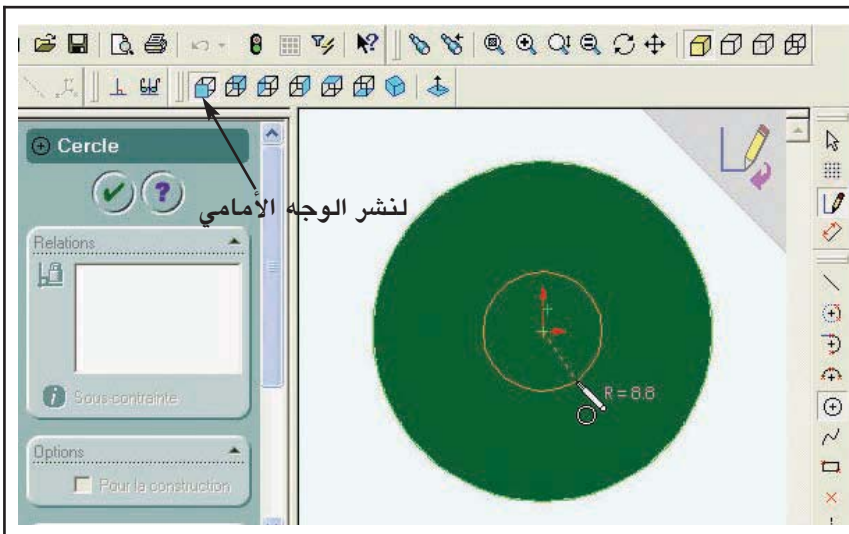 Cercle
لنشر الوجه الأمامي
Relations
Sous-contrainte
R = 8.8
Options
Pour la construction